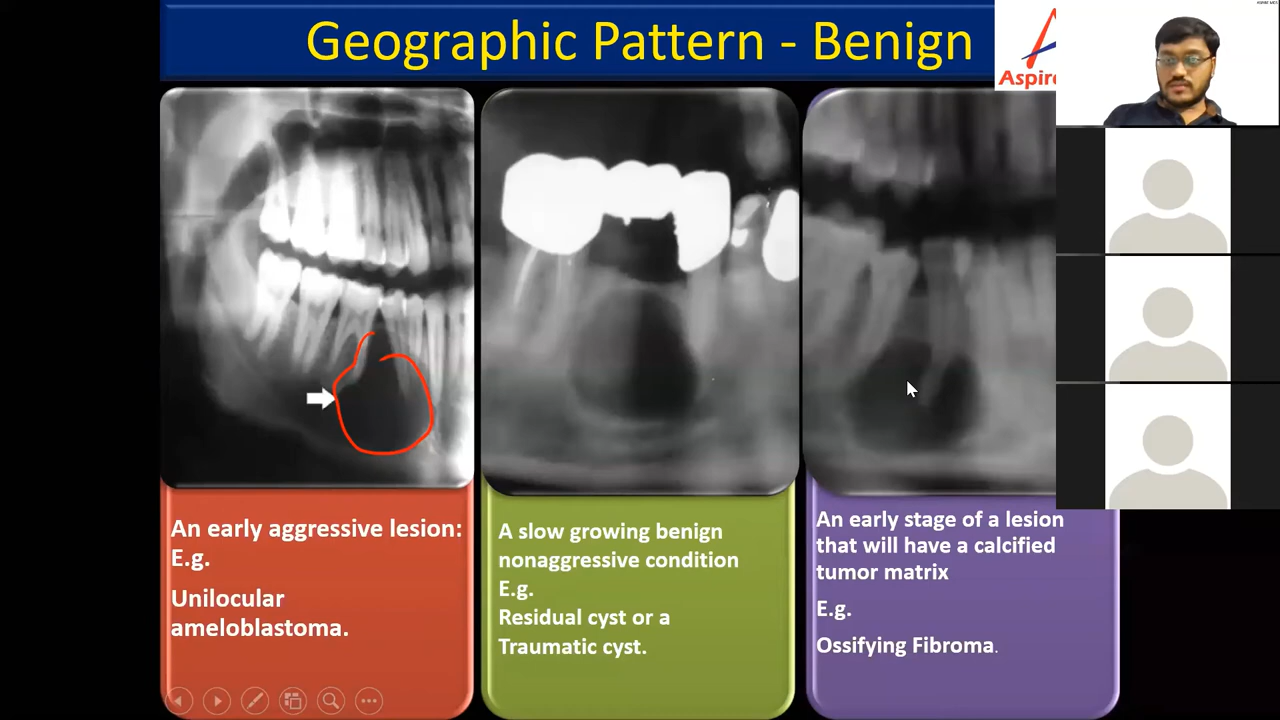 Geographic Pattern - Benign
Aspire
An early aggressive lesion:
E.g.
Unilocular
ameloblastoma.
A slow growing benign
nonaggressive condition
E.g.
Residual cyst or a
Traumatic cyst.
An early stage of a lesion
that will have a calcified
tumor matrix
E.g.
Ossifying Fibroma.